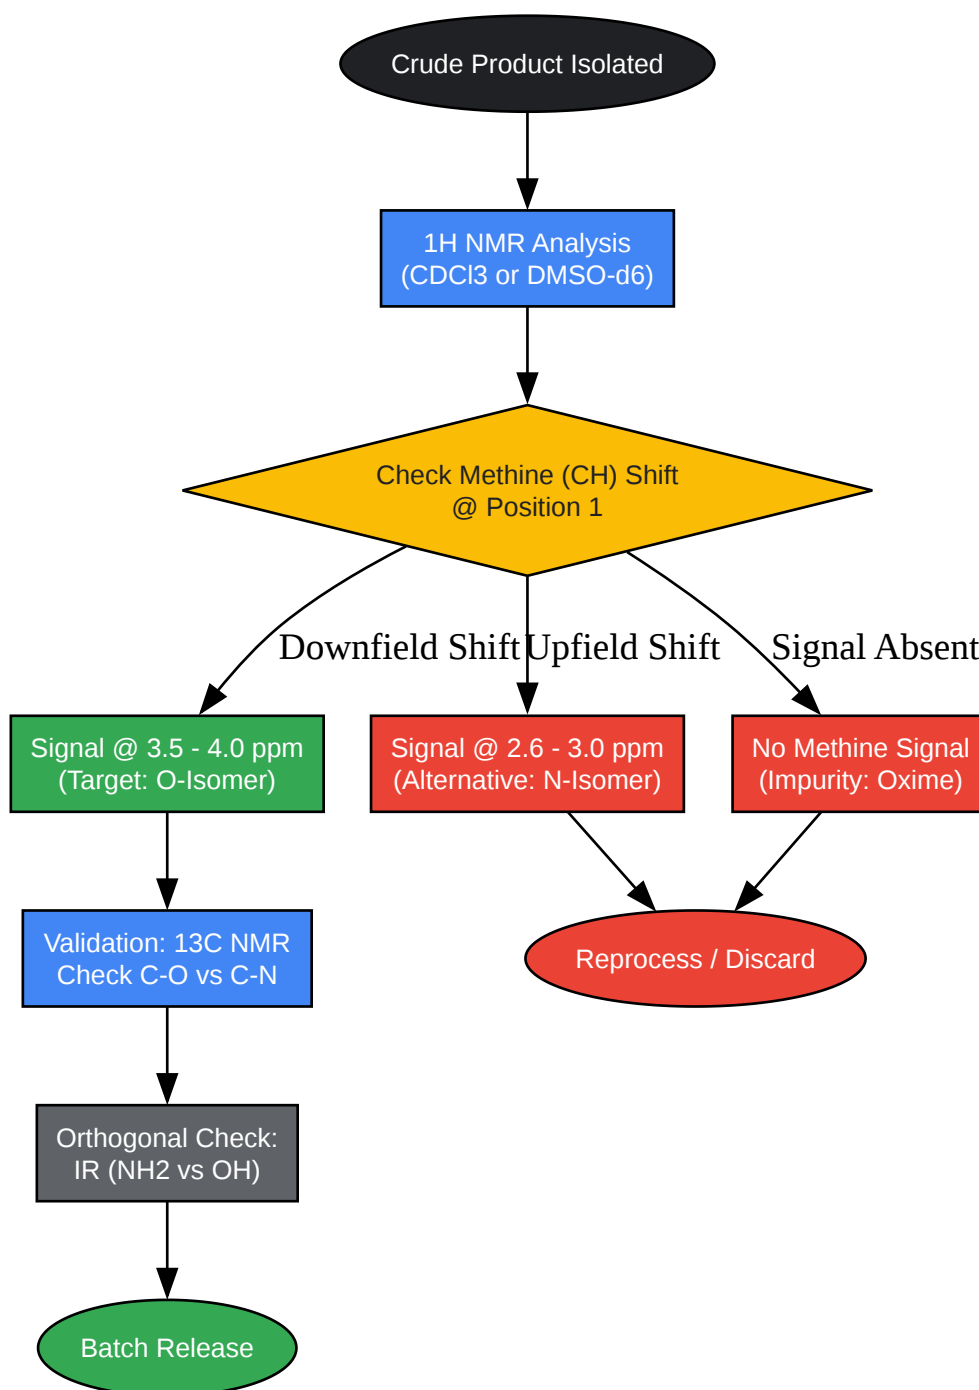 Crude Product Isolated
1H NMR Analysis
(CDCl3 or DMSO-d6)
Check Methine (CH) Shift
@ Position 1
Downfield Shift
Upfield Shift
Signal Absent
Signal @ 3.5 - 4.0 ppm
(Target: O-Isomer)
Signal @ 2.6 - 3.0 ppm
(Alternative: N-Isomer)
No Methine Signal
(Impurity: Oxime)
Validation: 13C NMR
Check C-O vs C-N
Reprocess / Discard
Orthogonal Check:
IR (NH2 vs OH)
Batch Release